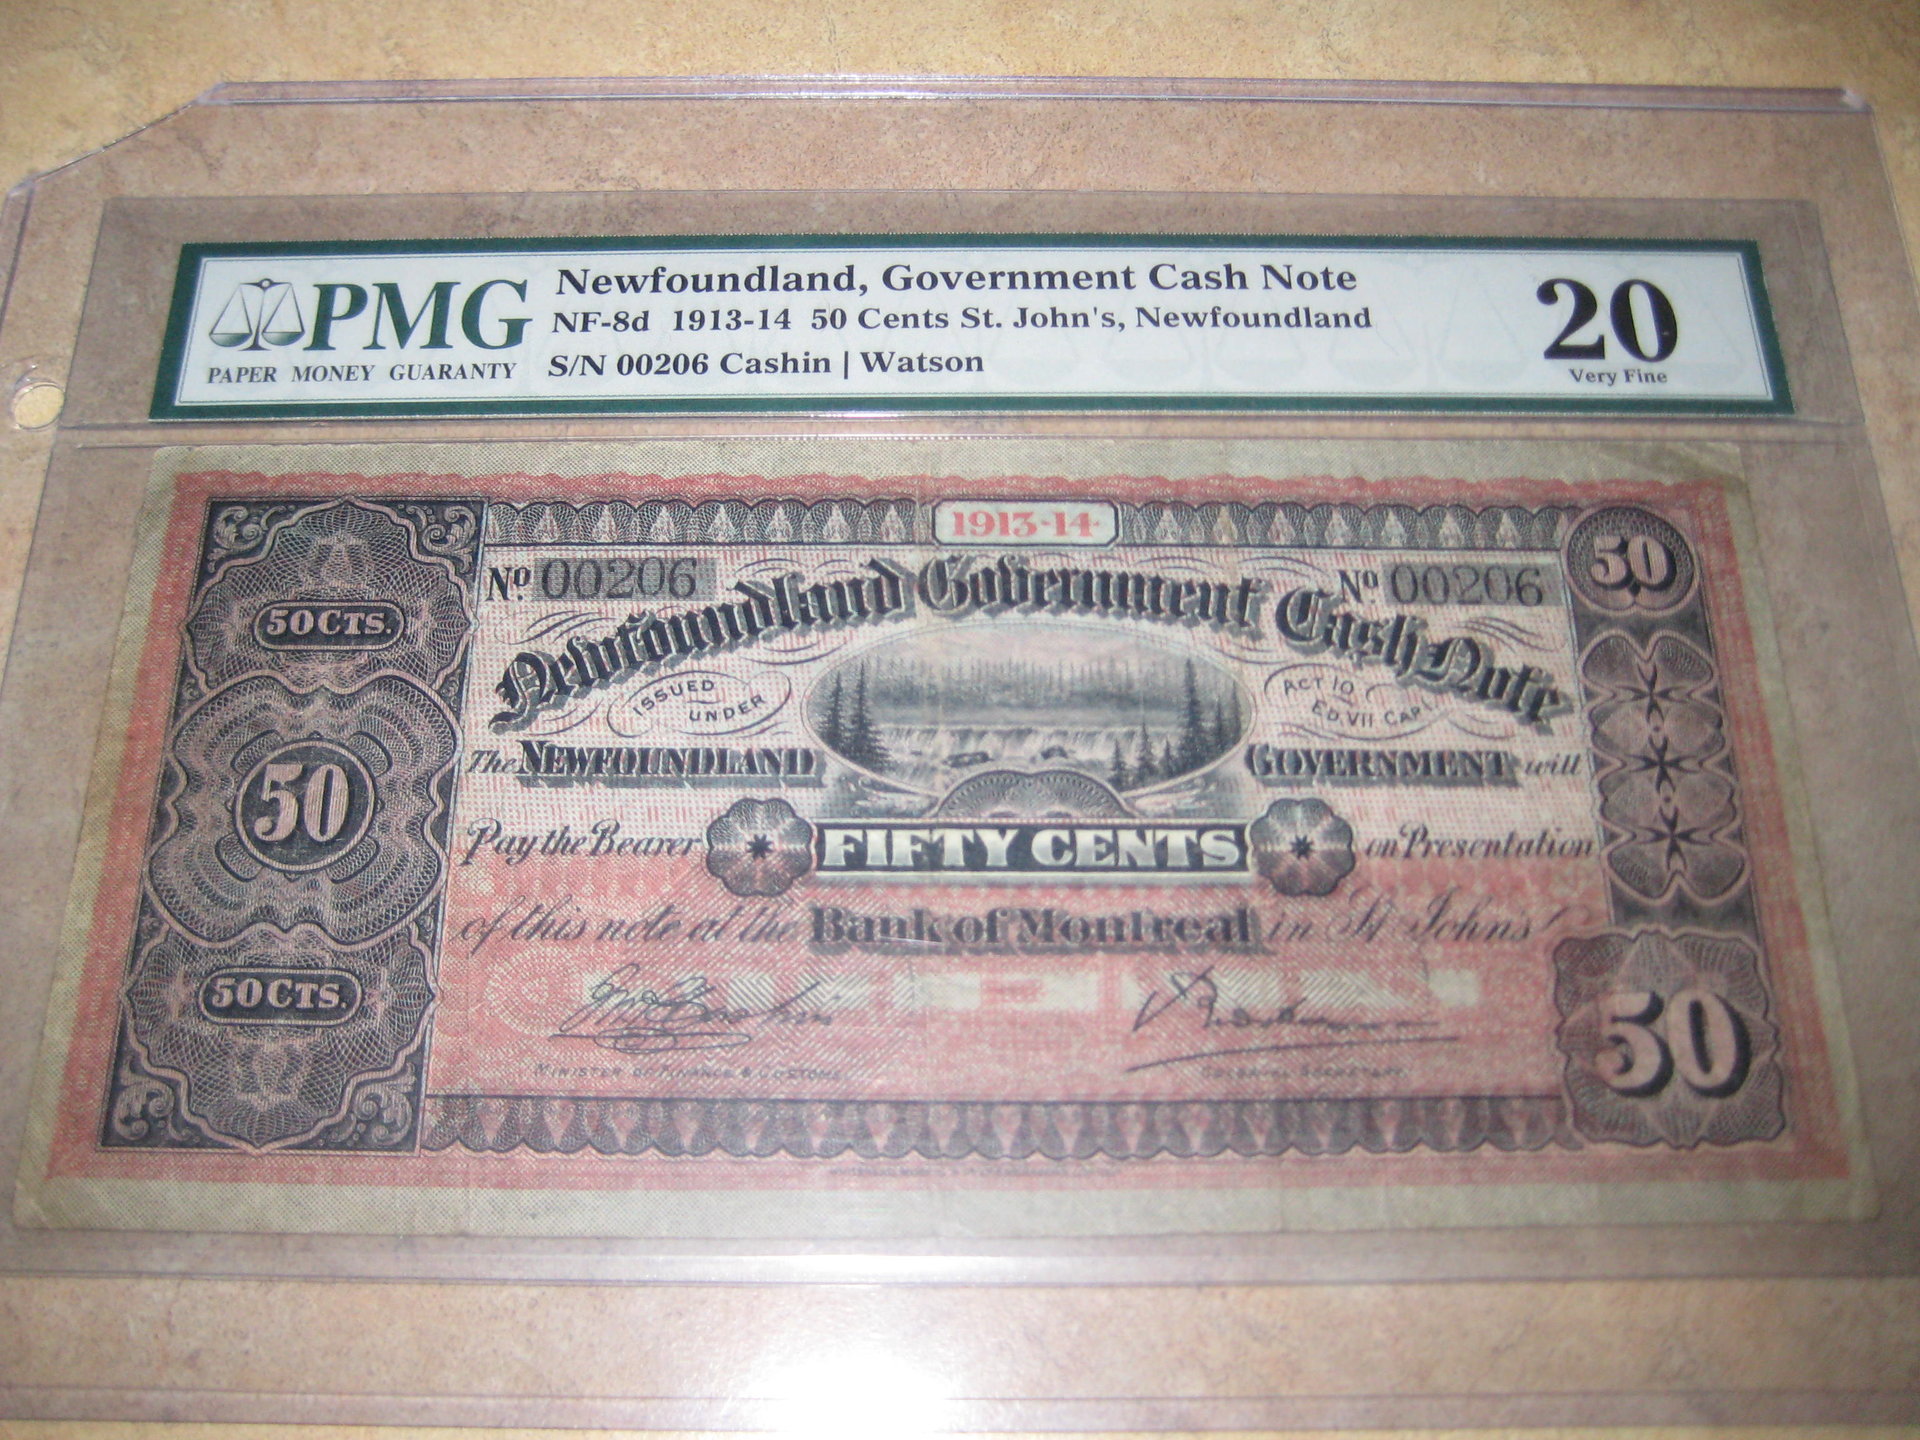 PMG
PAPER MONEY GUARANTY
Newfoundland, Government Cash Note
NF-8d 1913-14 50 Cents St. John's, Newfoundland
S/N 00206 Cashin | Watson
20
Very Fine
1913-14
50
50 CTS.
No. 00206
No 00206
Newfoundland Government Cash Note
ISSUED UNDER
ACT 10 ED. VII CAP.
The NEWFOUNDLAND GOVERNMENT will
50
Pay the Bearer FIFTY CENTS on Presentation
of this note at the Bank of Montreal in St. John's
50 CTS.
50
MINISTER OF FINANCE & CUSTOMS.
COLONIAL SECRETARY.